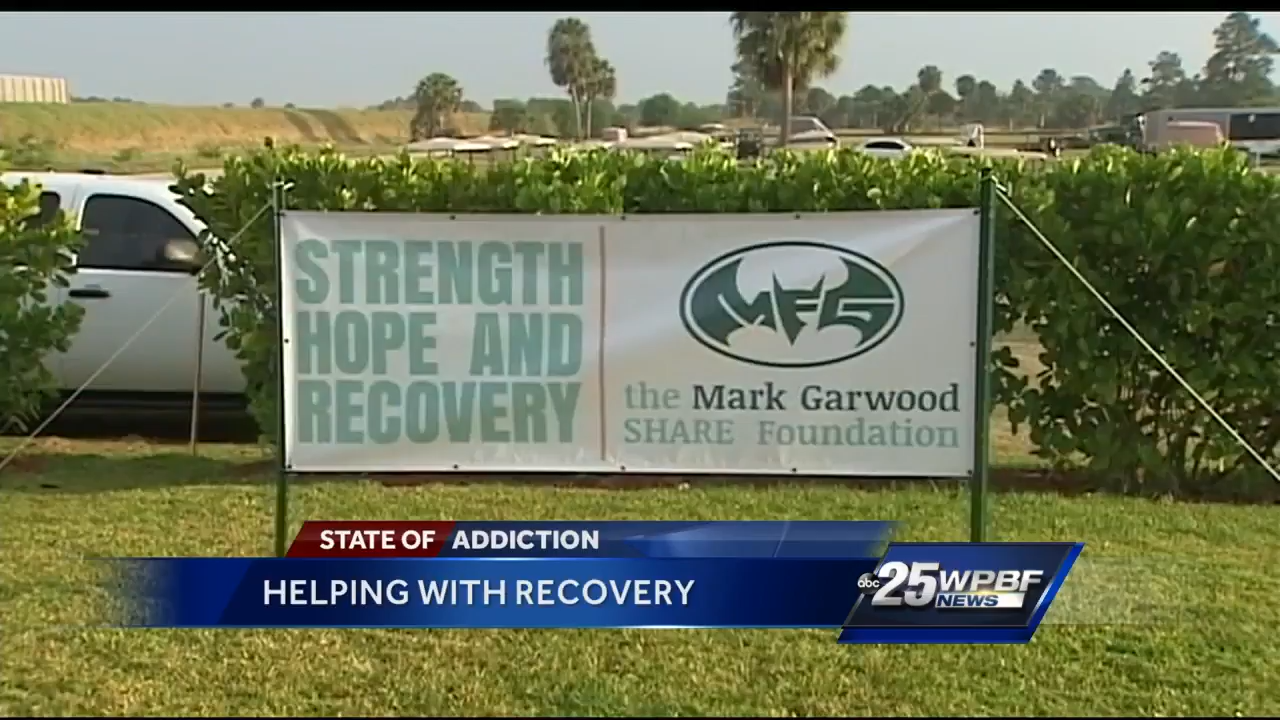 STRENGTH
HOPE AND
RECOVERY
MFS
the Mark Garwood
SHARE Foundation
STATE OF ADDICTION
HELPING WITH RECOVERY
abc 25 WPBF
NEWS